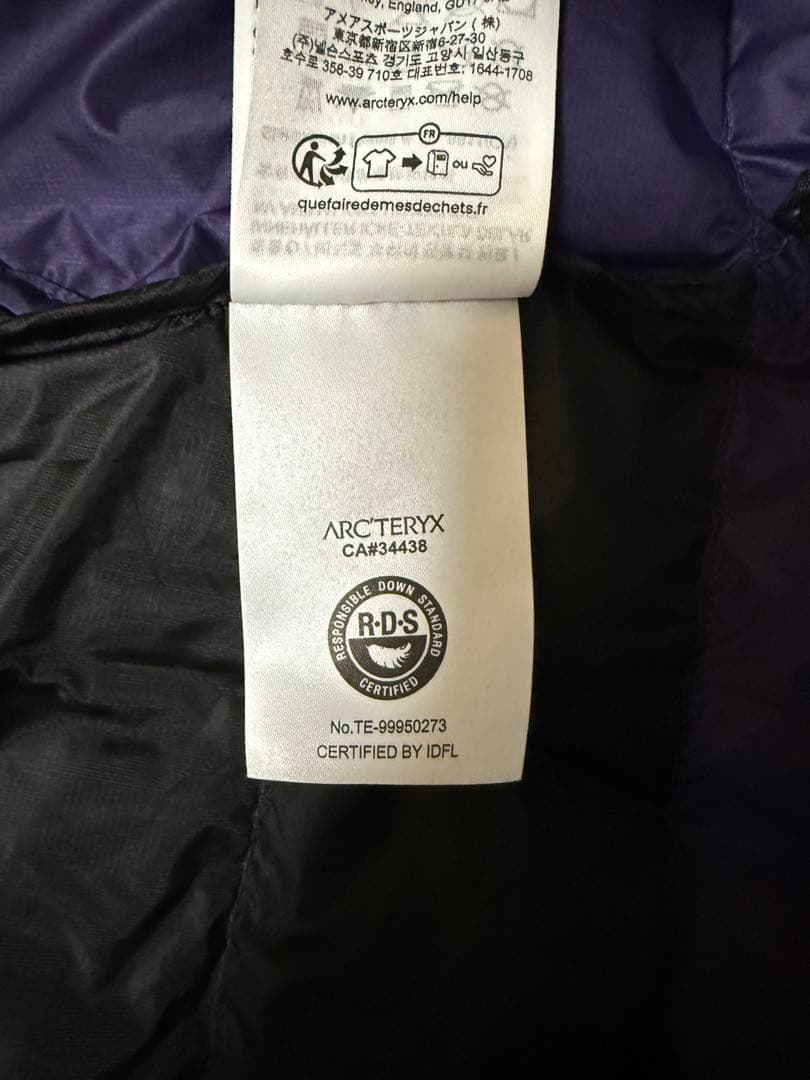 England, GU17
アメアスポーツジャパン(株)
東京都新宿区新宿6-27-30
(주)넬슨스포츠 경기도 고양시 일산동구
호수로 358-39 710호 대표번호: 1644-1708
www.arcteryx.com/help
FR
ou
quefairedemesdechets.fr
ARC'TERYX
CA#34438
RESPONSIBLE DOWN STANDARD
R·D·S
CERTIFIED
No.TE-99950273
CERTIFIED BY IDFL